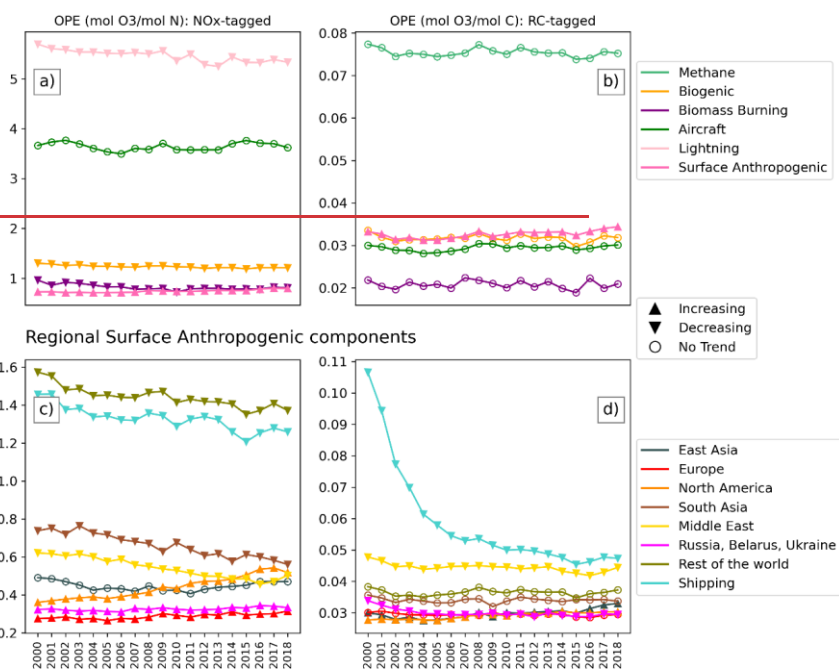 OPE (mol O3/mol N): NOx-tagged
OPE (mol O3/mol C): RC-tagged
a)
5
4
3
2
1
b)
0.08
0.07
0.06
0.05
0.04
0.03
0.02
Methane
Biogenic
Biomass Burning
Aircraft
Lightning
Surface Anthropogenic
Increasing
Decreasing
No Trend
Regional Surface Anthropogenic components
c)
1.6
1.4
1.2
1.0
0.8
0.6
0.4
0.2
2000 2001 2002 2003 2004 2005 2006 2007 2008 2009 2010 2011 2012 2013 2014 2015 2016 2017 2018
d)
0.11
0.10
0.09
0.08
0.07
0.06
0.05
0.04
0.03
2000 2001 2002 2003 2004 2005 2006 2007 2008 2009 2010 2011 2012 2013 2014 2015 2016 2017 2018
East Asia
Europe
North America
South Asia
Middle East
Russia, Belarus, Ukraine
Rest of the world
Shipping